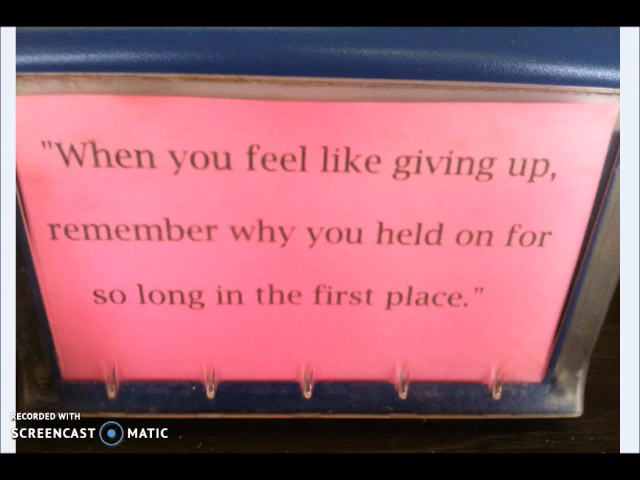 "When you feel like giving up,
remember why you held on for
so long in the first place."
RECORDED WITH
SCREENCAST MATIC